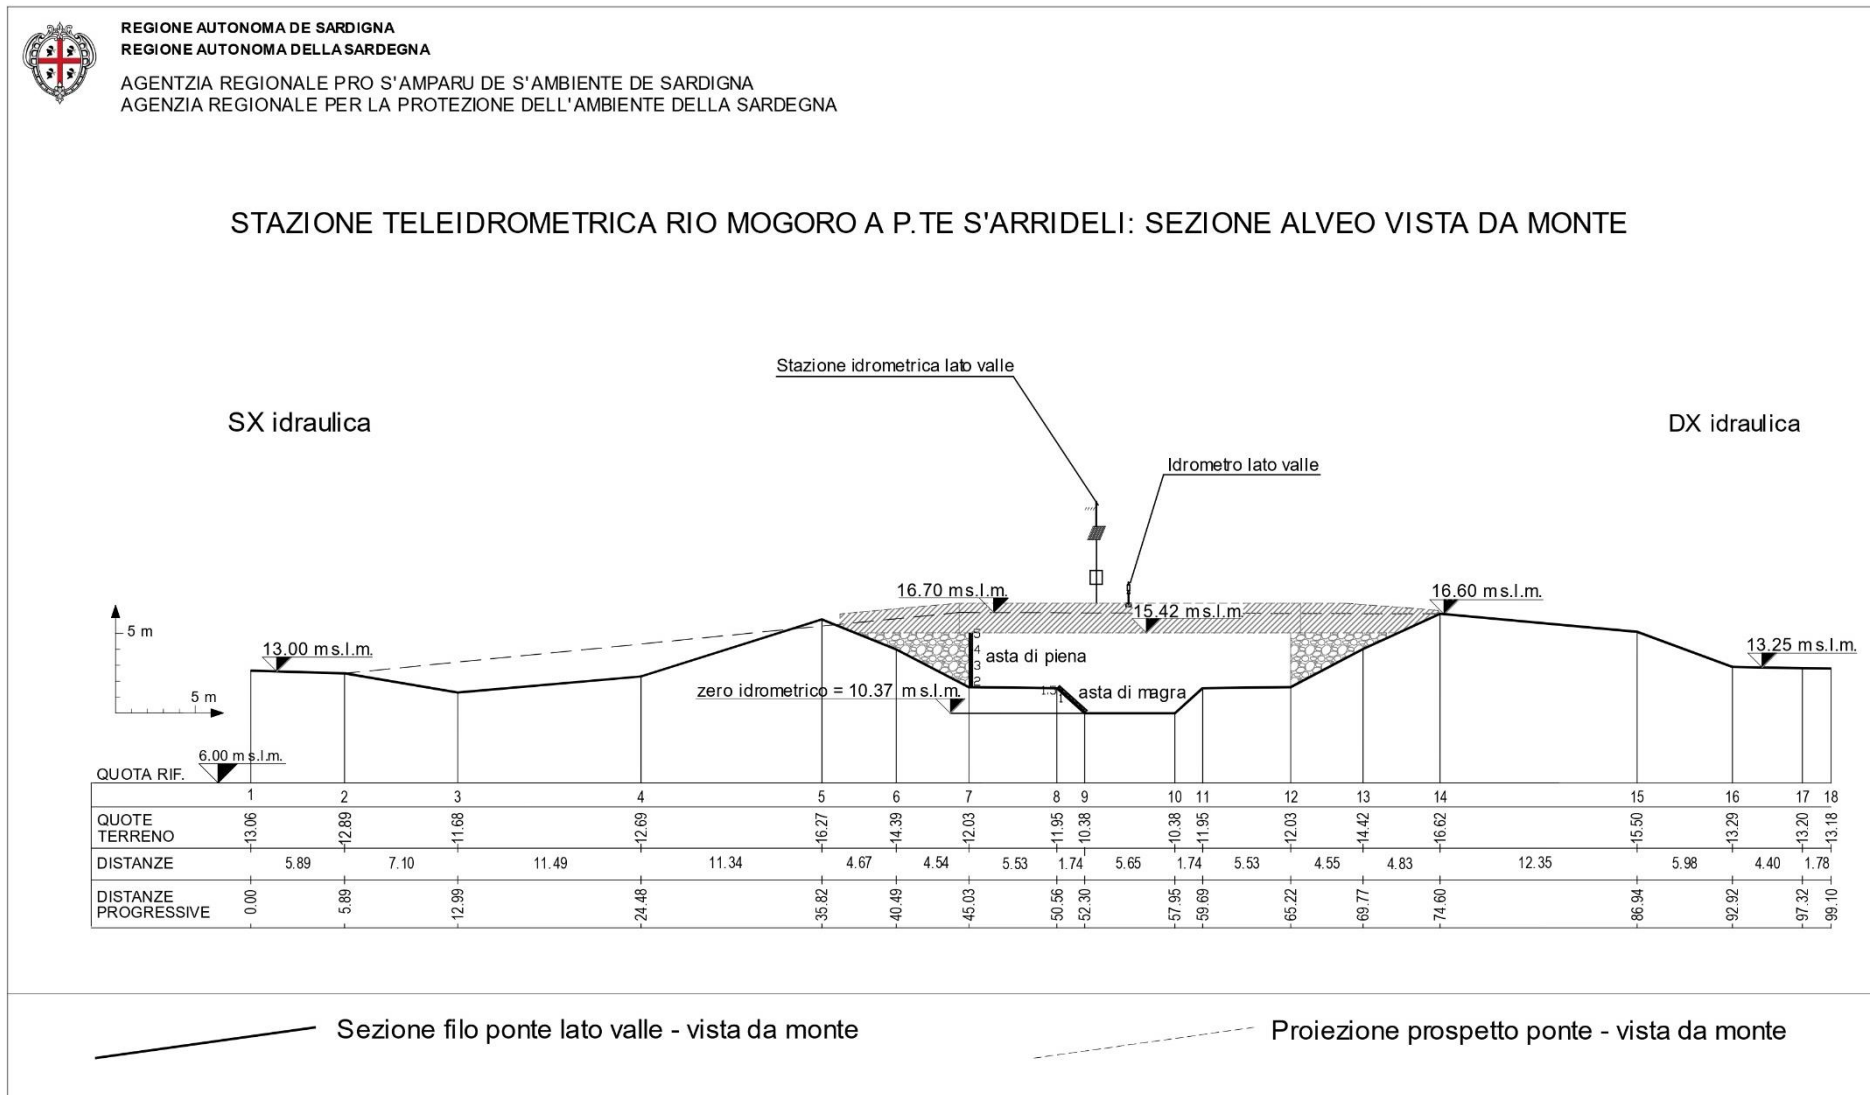 REGIONE AUTONOMA DE SARDIGNA
REGIONE AUTONOMA DELLA SARDEGNA
AGENTZIA REGIONALE PRO S'AMPARU DE S'AMBIENTE DE SARDIGNA
AGENZIA REGIONALE PER LA PROTEZIONE DELL'AMBIENTE DELLA SARDEGNA
STAZIONE TELEIDROMETRICA RIO MOGORO A P.TE S'ARRIDELI: SEZIONE ALVEO VISTA DA MONTE
Stazione idrometrica lato valle
SX idraulica
DX idraulica
Idrometro lato valle
16.70 m s.l.m.
16.60 m s.l.m.
15.42 m s.l.m.
5 m
13.00 m s.l.m.
13.25 m s.l.m.
5
4
3
2
asta di piena
zero idrometrico = 10.37 m s.l.m.
1.5
1
asta di magra
5 m
6.00 m s.l.m.
QUOTA RIF.
1 2 3 4 5 6 7 8 9 10 11 12 13 14 15 16 17 18
QUOTE TERRENO
13.06 12.89 11.68 12.69 16.27 14.39 12.03 11.95 10.38 10.38 11.95 12.03 14.42 16.62 15.50 13.29 13.20 13.18
DISTANZE 5.89 7.10 11.49 11.34 4.67 4.54 5.53 1.74 5.65 1.74 5.53 4.55 4.83 12.35 5.98 4.40 1.78
DISTANZE PROGRESSIVE
0.00 5.89 12.99 24.48 35.82 40.49 45.03 50.56 52.30 57.95 59.69 65.22 69.77 74.60 86.94 92.92 97.32 99.10
Sezione filo ponte lato valle - vista da monte
Proiezione prospetto ponte - vista da monte